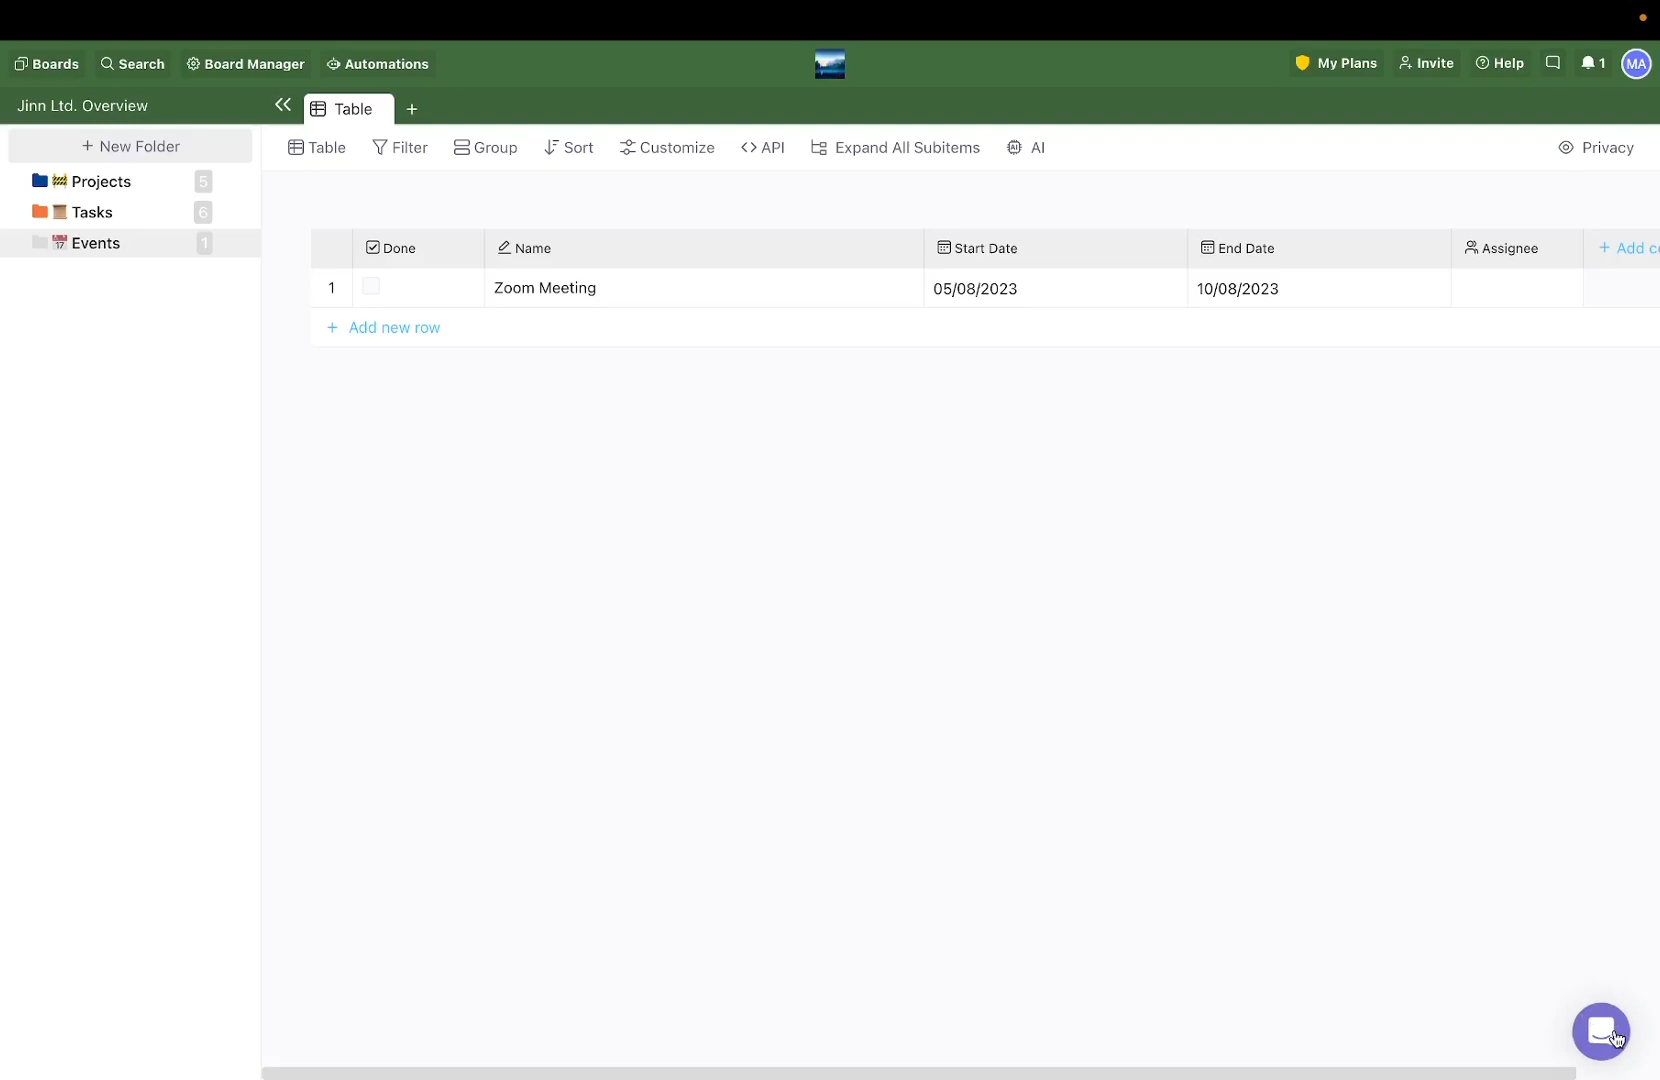 Boards Search Board Manager Automations My Plans Invite Help 1 MA
Jinn Ltd. Overview Table +
+ New Folder Table Filter Group Sort Customize API Expand All Subitems AI Privacy
Projects 5
Tasks 6
17 Events 1
Done Name Start Date End Date Assignee + Add c
1 Zoom Meeting 05/08/2023 10/08/2023
+ Add new row